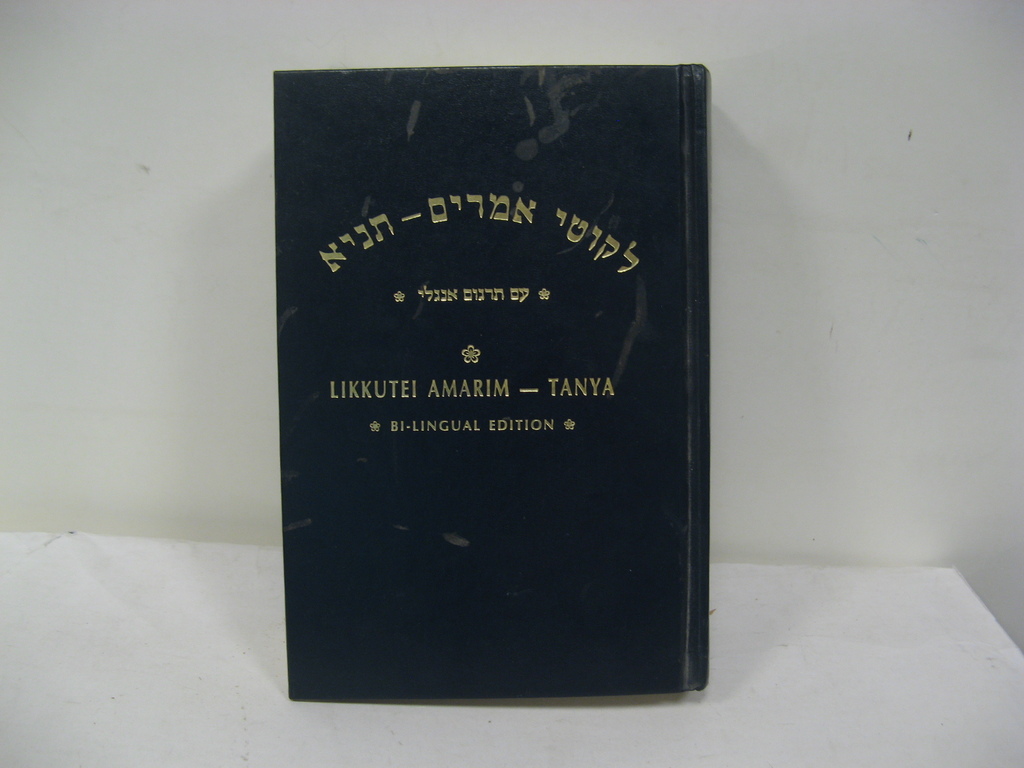 לקוטי אמרים – תניא
עם תרגום אנגלי
LIKKUTEI AMARIM — TANYA
BI-LINGUAL EDITION